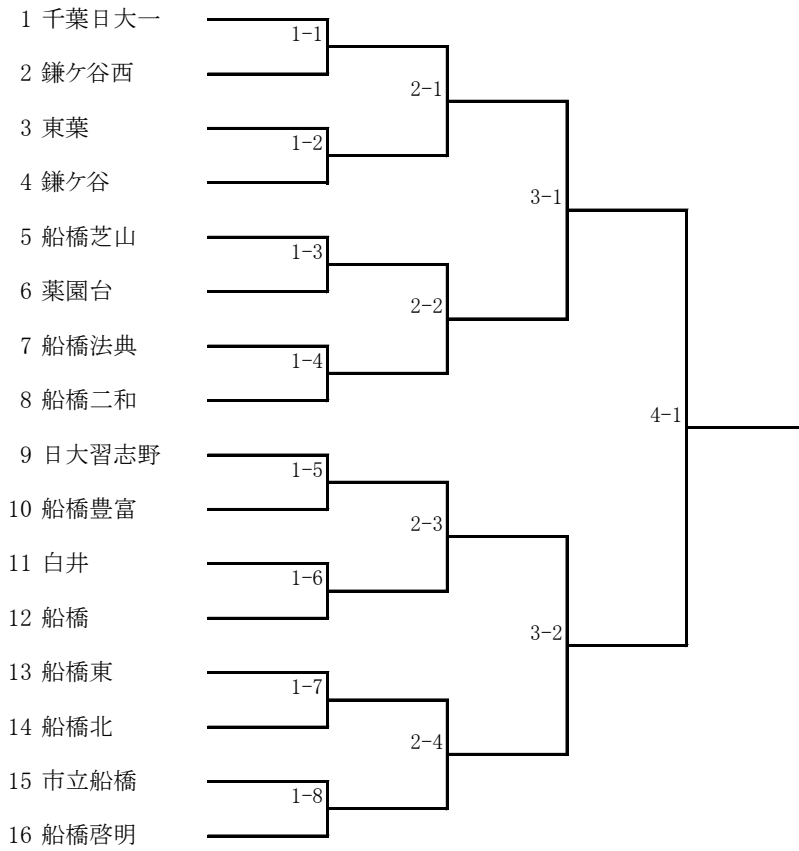 1 千葉日大一
1-1
2 鎌ケ谷西
2-1
3 東葉
1-2
4 鎌ケ谷
3-1
5 船橋芝山
1-3
6 薬園台
2-2
7 船橋法典
1-4
8 船橋二和
4-1
9 日大習志野
1-5
10 船橋豊富
2-3
11 白井
1-6
12 船橋
3-2
13 船橋東
1-7
14 船橋北
2-4
15 市立船橋
1-8
16 船橋啓明